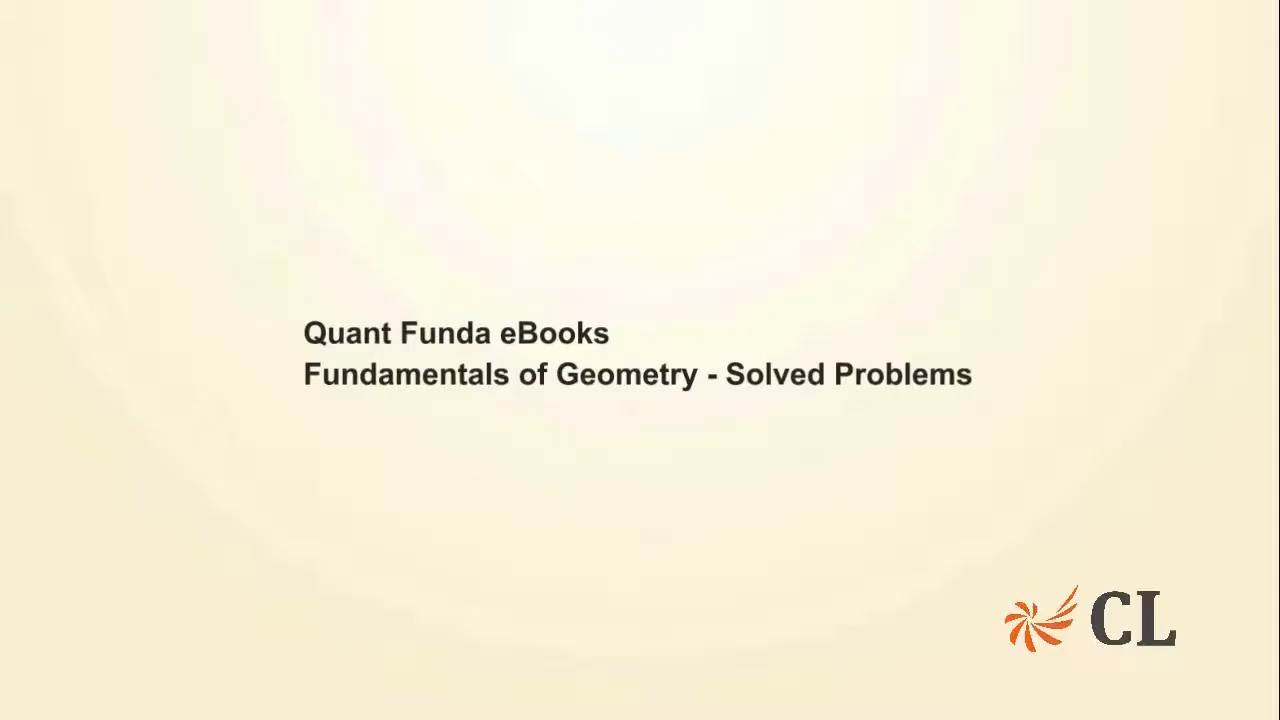 Quant Funda eBooks
Fundamentals of Geometry - Solved Problems
CL